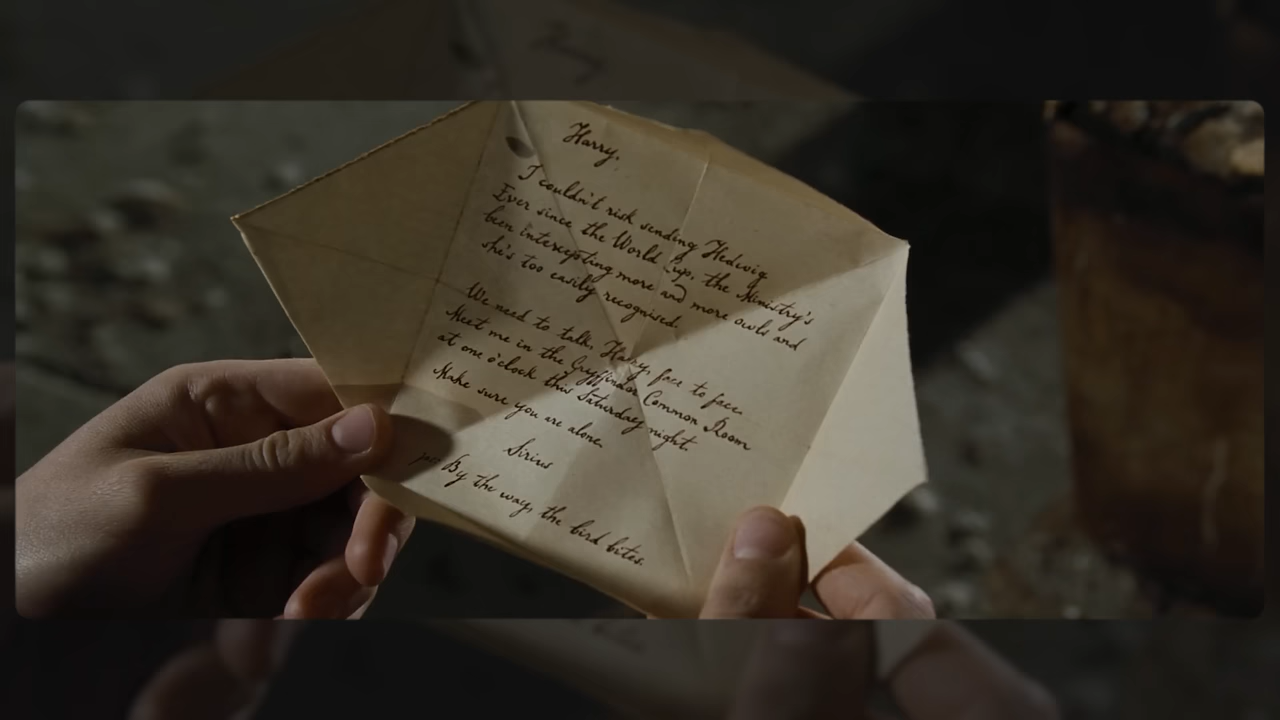 Harry,
I couldn't risk sending Hedwig
Ever since the World Cup, the Ministry's
been intercepting more and more owls and
she's too easily recognised.
We need to talk, Harry, face to face.
Meet me in the Gryffindor Common Room
at one o'clock this Saturday night.
Make sure you are alone.
Sirius
ps By the way, the bird bites.